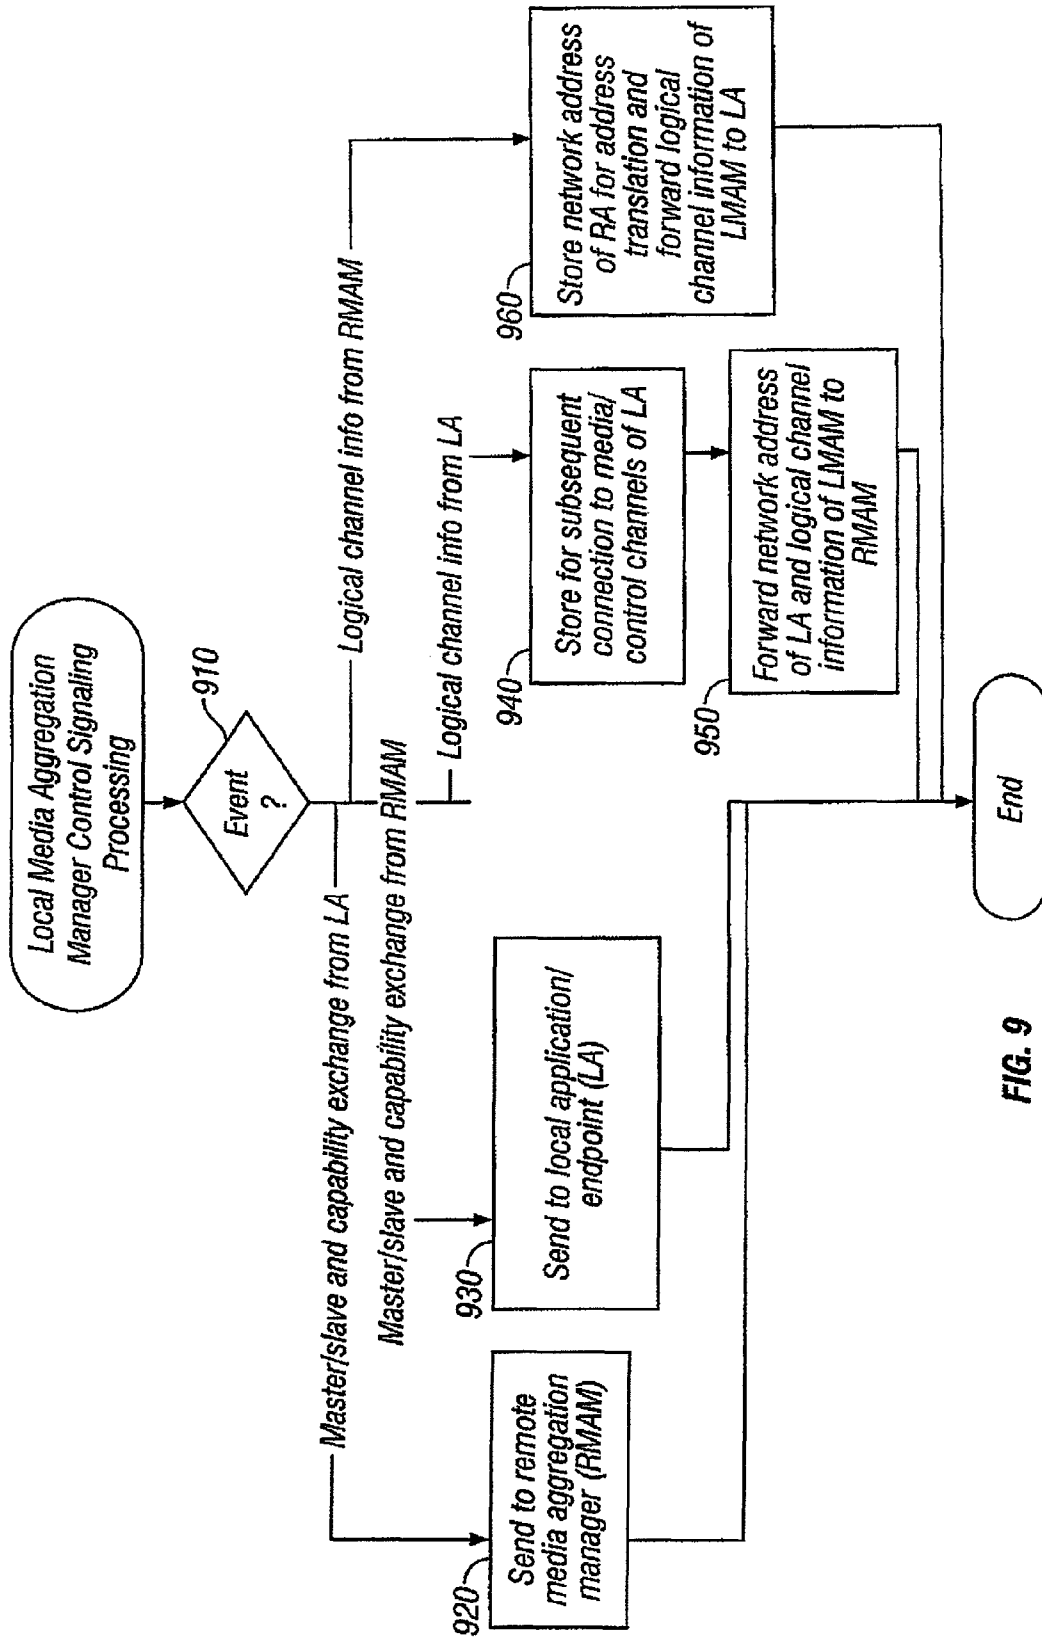 Local Media Aggregation
Manager Control Signaling
Processing
910
Event
?
Master/slave and capability exchange from LA
Master/slave and capability exchange from RMAM
Logical channel info from LA
Logical channel info from RMAM
920
Send to remote
media aggregation
manager (RMAM)
930
Send to local application/
endpoint (LA)
940
Store for subsequent
connection to media/
control channels of LA
950
Forward network address
of LA and logical channel
information of LMAM to
RMAM
960
Store network address
of RA for address
translation and
forward logical
channel information of
LMAM to LA
End
FIG. 9